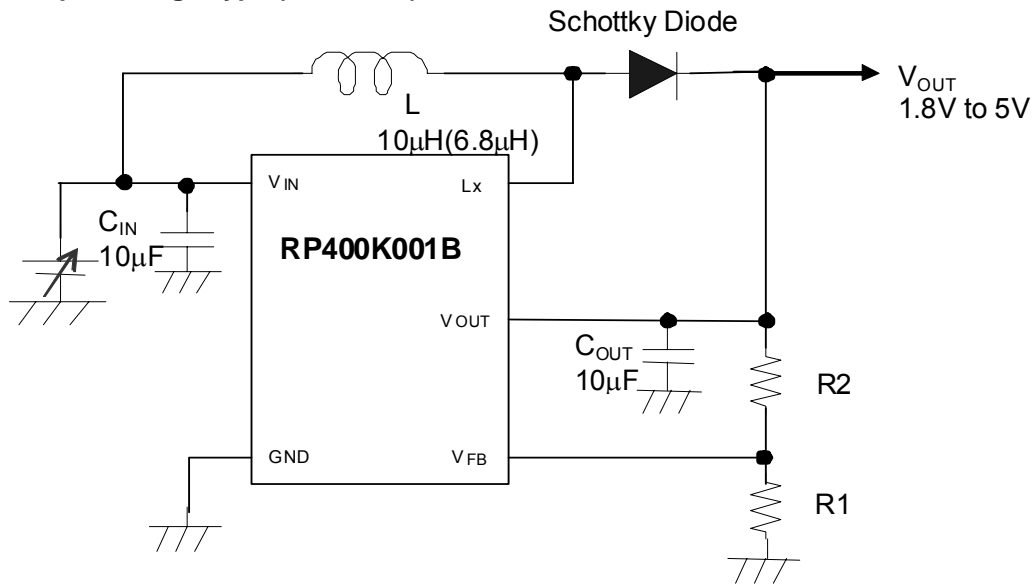 Schottky Diode
VOUT
1.8V to 5V
L
10μH(6.8μH)
VIN
Lx
CIN
10μF
RP400K001B
VOUT
COUT
10μF
R2
GND
VFB
R1